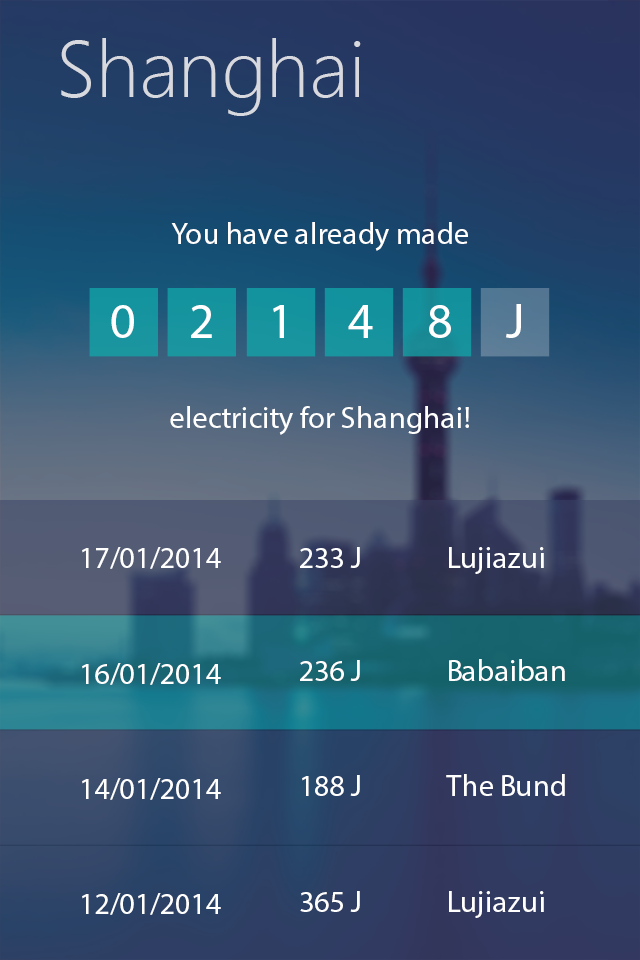 Shanghai
You have already made
0 2 1 4 8 J
electricity for Shanghai!
17/01/2014 233 J Lujiazui
16/01/2014 236 J Babaiban
14/01/2014 188 J The Bund
12/01/2014 365 J Lujiazui